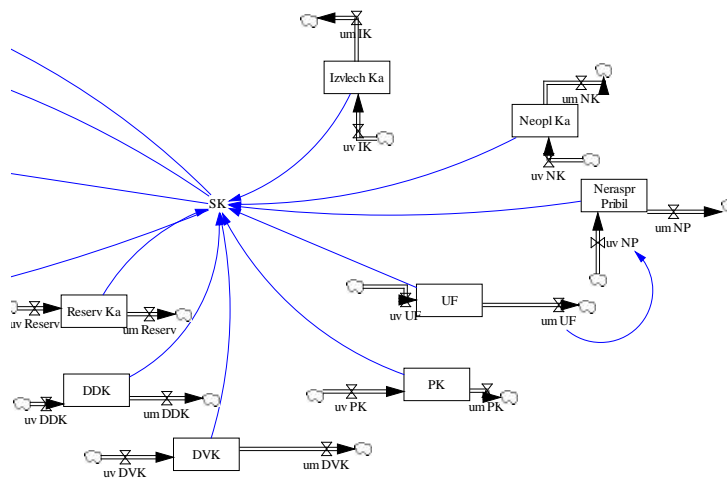 um IK
Izvlech Ka
uv IK
um NK
Neopl Ka
uv NK
Neraspr
Pribil
um NP
uv NP
SK
Reserv Ka
uv Reserv
um Reserv
UF
uv UF
um UF
DDK
uv DDK
um DDK
PK
uv PK
um PK
DVK
uv DVK
um DVK